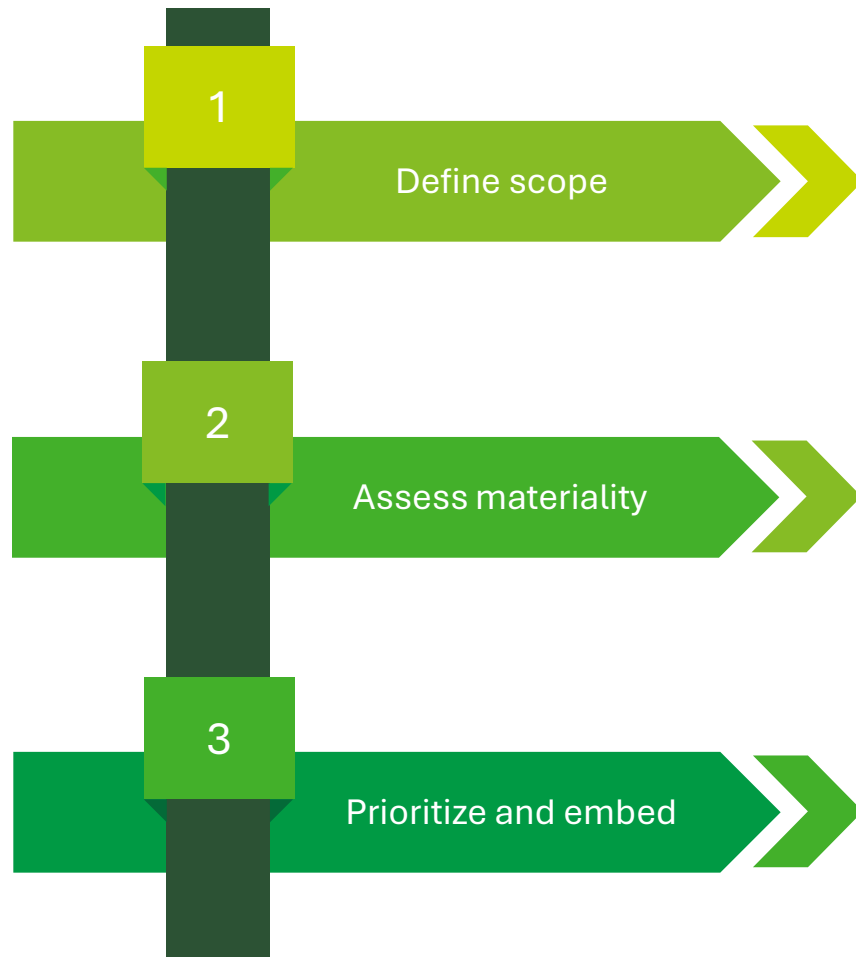 1
Define scope
2
Assess materiality
3
Prioritize and embed